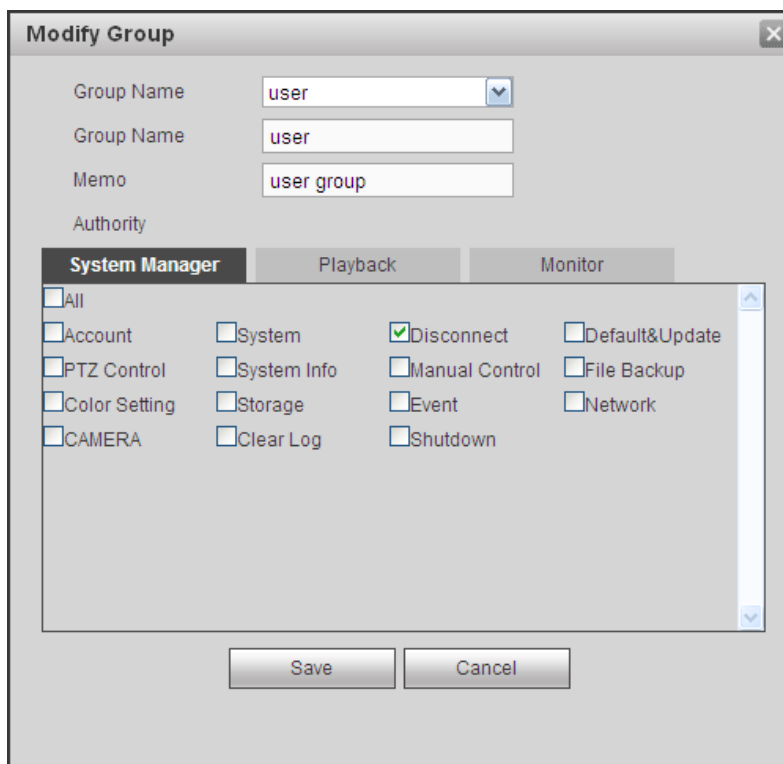 Modify Group
Group Name user
Group Name user
Memo user group
Authority
System Manager Playback Monitor
All
Account System Disconnect Default&Update
PTZ Control System Info Manual Control File Backup
Color Setting Storage Event Network
CAMERA Clear Log Shutdown
Save Cancel